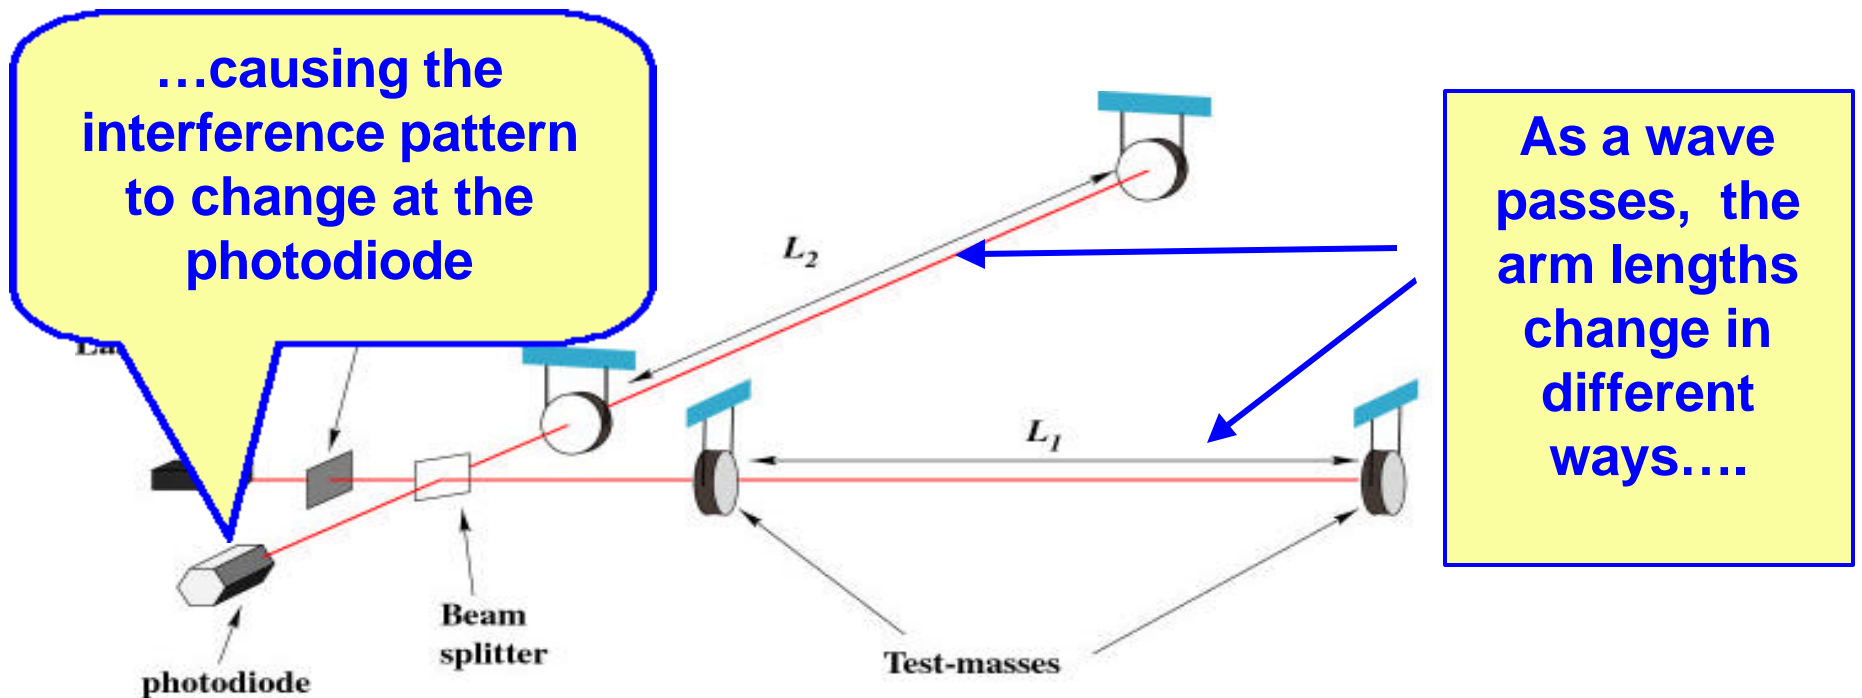 …causing the
interference pattern
to change at the
photodiode
As a wave
passes, the
arm lengths
change in
different
ways….
L2
L1
Beam
splitter
Test-masses
photodiode